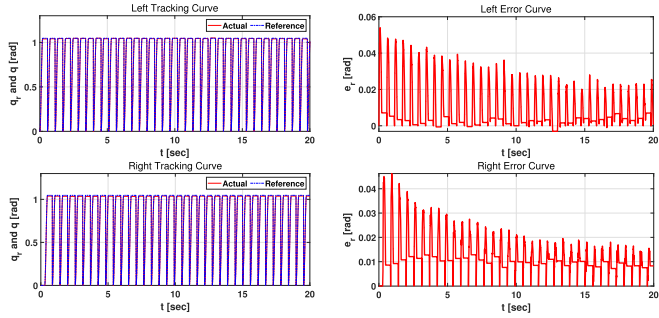 Left Tracking Curve
Actual Reference
1
0.5
0
q_r and q [rad]
0 5 10 15 20
t [sec]
Left Error Curve
0.06
0.04
0.02
0
e_r [rad]
0 5 10 15 20
t [sec]
Right Tracking Curve
Actual Reference
1
0.5
0
q_r and q [rad]
0 5 10 15 20
t [sec]
Right Error Curve
0.04
0.03
0.02
0.01
0
e_r [rad]
0 5 10 15 20
t [sec]